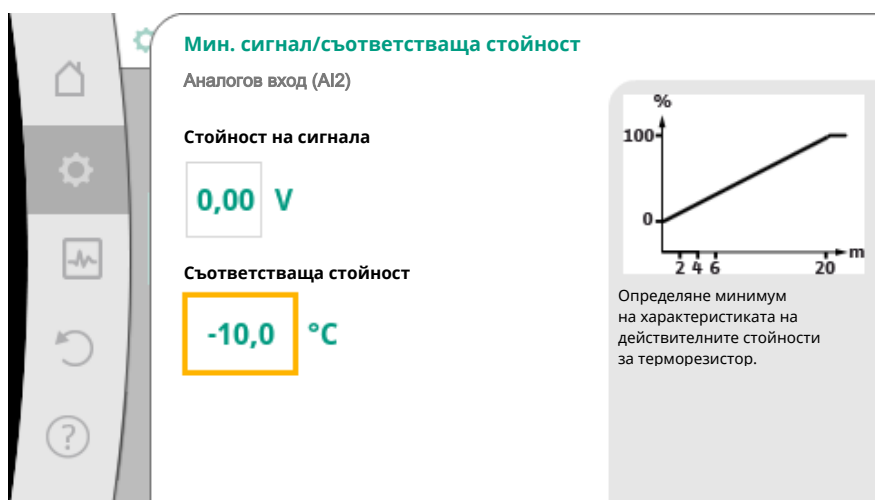 Мин. сигнал/съответстваща стойност
Аналогов вход (AI2)
Стойност на сигнала
0,00 V
Съответстваща стойност
-10,0 °C
%
100
0
2 4 6 20
m
Определяне минимум
на характеристиката на
действителните стойности
за терморезистор.
?